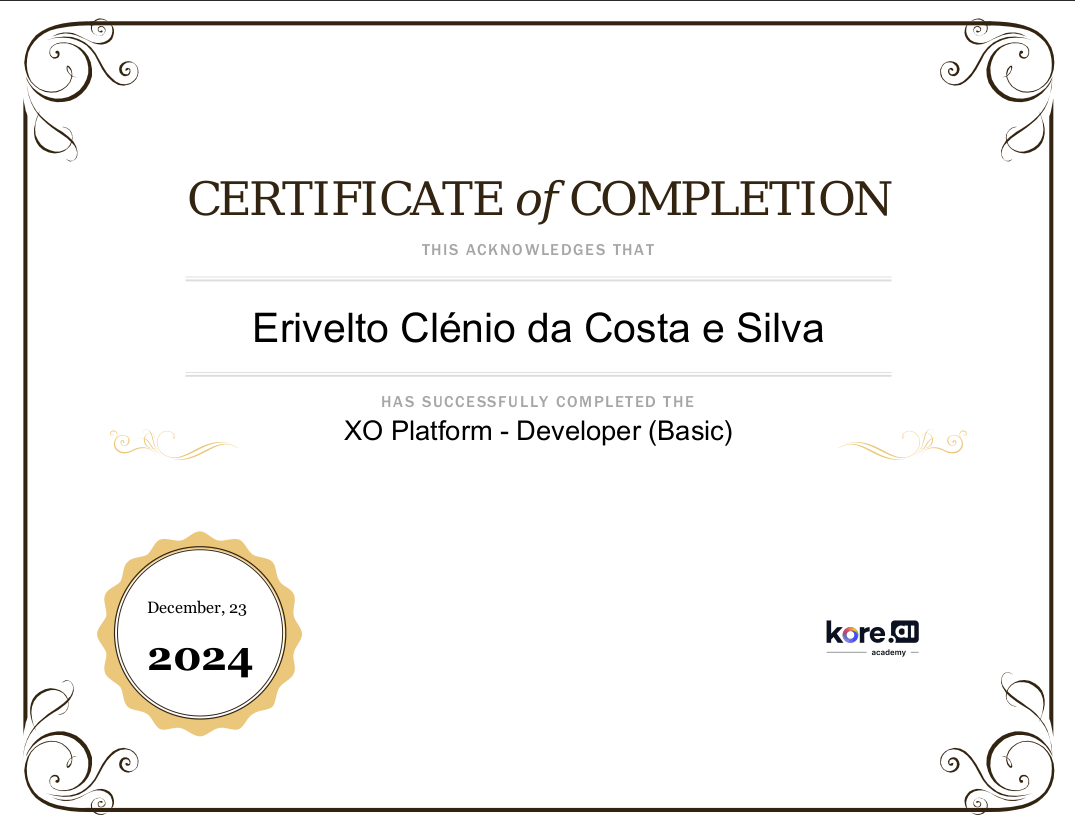 CERTIFICATE of COMPLETION
THIS ACKNOWLEDGES THAT
Erivelto Clénio da Costa e Silva
HAS SUCCESSFULLY COMPLETED THE
XO Platform - Developer (Basic)
December, 23
2024
kore.ai
academy